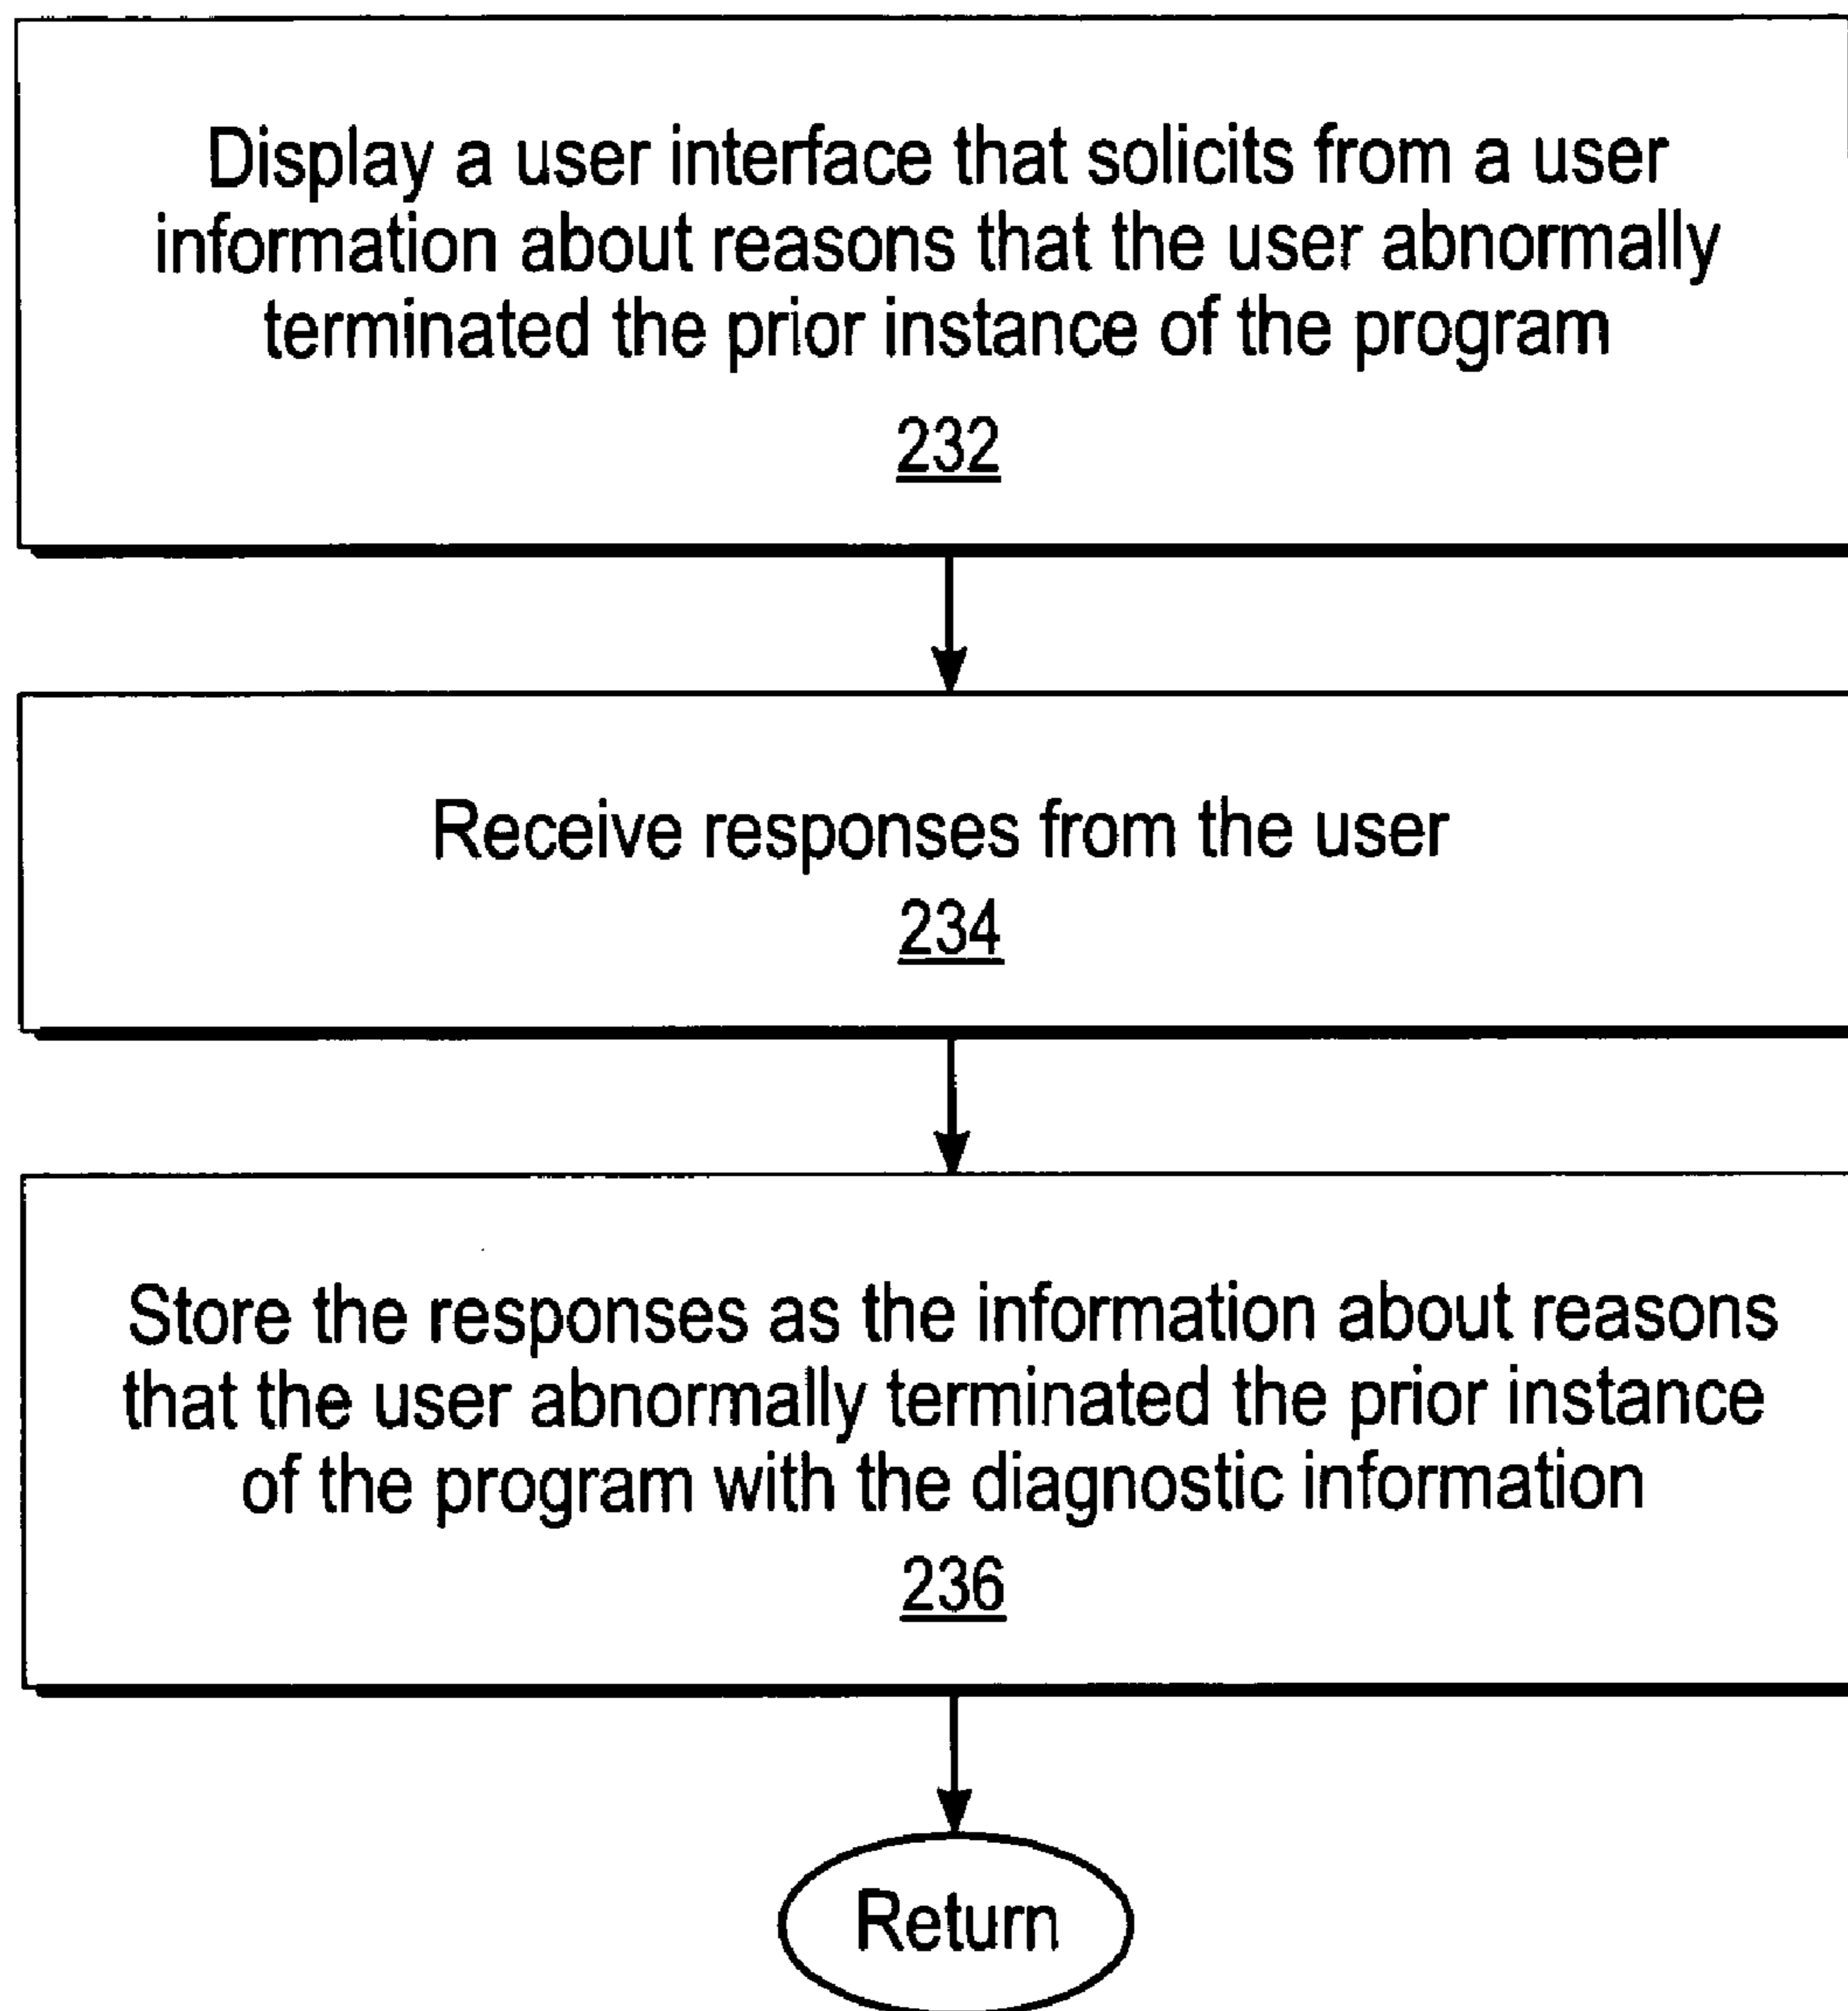 Display a user interface that solicits from a user
information about reasons that the user abnormally
terminated the prior instance of the program
232
Receive responses from the user
234
Store the responses as the information about reasons
that the user abnormally terminated the prior instance
of the program with the diagnostic information
236
Return